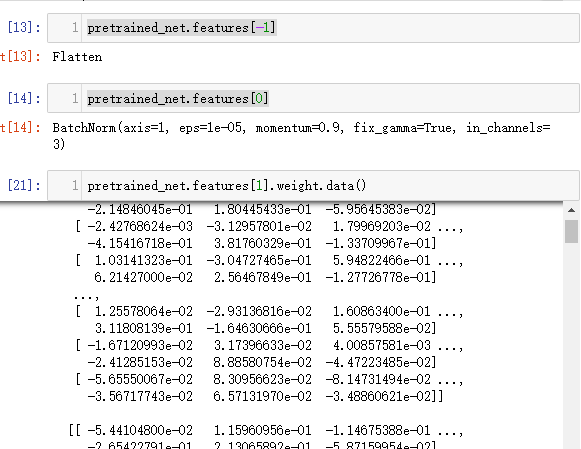 [13]: 1 pretrained_net.features[-1]
t[13]: Flatten
[14]: 1 pretrained_net.features[0]
t[14]: BatchNorm(axis=1, eps=1e-05, momentum=0.9, fix_gamma=True, in_channels=
3)
[21]: 1 pretrained_net.features[1].weight.data()
-2.14846045e-01 1.80445433e-01 -5.95645383e-02]
[ -2.42768624e-03 -3.12957801e-02 1.79969203e-02 ...,
-4.15416718e-01 3.81760329e-01 -1.33709967e-01]
[ 1.03141323e-01 -3.04727465e-01 5.94822466e-01 ...,
6.21427000e-02 2.56467849e-01 -1.27726778e-01]
...,
[ 1.25578064e-02 -2.93136816e-02 1.60863400e-01 ...,
3.11808139e-01 -1.64630666e-01 5.55579588e-02]
[ -1.67120993e-02 3.17396633e-02 4.00857581e-03 ...,
-2.41285153e-02 8.88580754e-02 -4.47223485e-02]
[ -5.65550067e-02 8.30956623e-02 -8.14731494e-02 ...,
-3.56717743e-02 6.57131970e-02 -3.48860621e-02]]
[[ -5.44104800e-02 1.15960956e-01 -1.14675388e-01 ...,
-2.65422791e-01 2.13065892e-01 -5.87159954e-02]